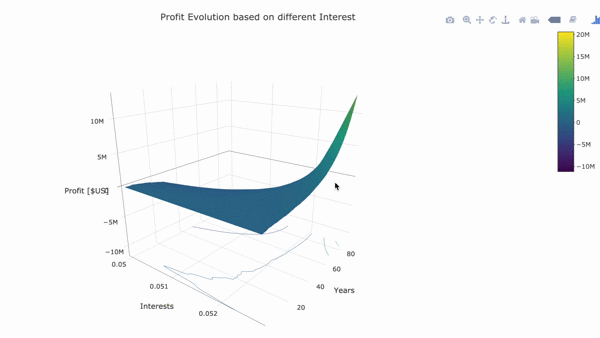 Profit Evolution based on different Interest
20M
15M
10M
5M
0
−5M
−10M
10M
5M
Profit [$US]
−5M
−10M
0.05
0.051
0.052
Interests
80
60
40
20
Years